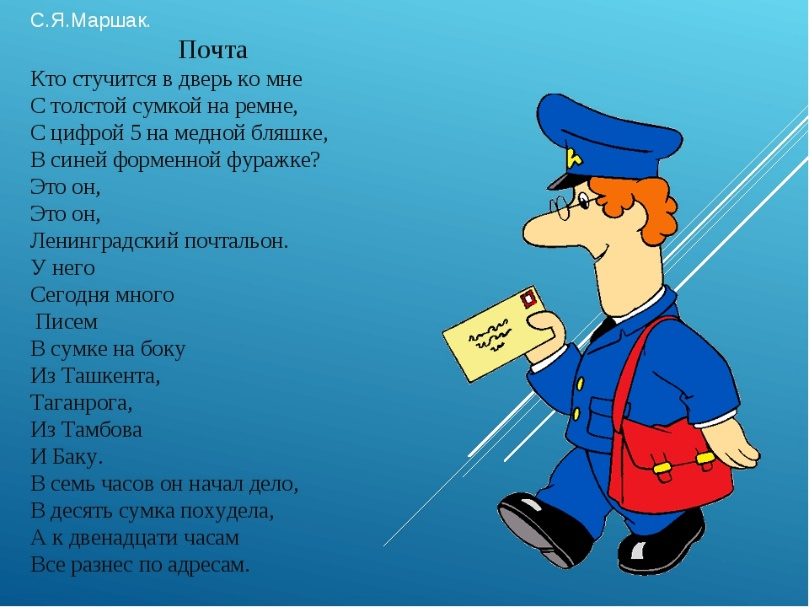 С.Я.Маршак.
Почта
Кто стучится в дверь ко мне
С толстой сумкой на ремне,
С цифрой 5 на медной бляшке,
В синей форменной фуражке?
Это он,
Это он,
Ленинградский почтальон.
У него
Сегодня много
Писем
В сумке на боку
Из Ташкента,
Таганрога,
Из Тамбова
И Баку.
В семь часов он начал дело,
В десять сумка похудела,
А к двенадцати часам
Все разнес по адресам.